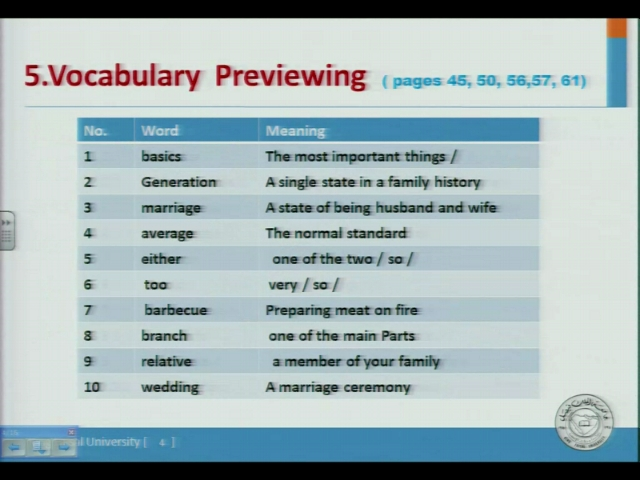 5.Vocabulary Previewing ( pages 45, 50, 56,57, 61)
No. Word Meaning
1 basics The most important things /
2 Generation A single state in a family history
3 marriage A state of being husband and wife
4 average The normal standard
5 either one of the two / so /
6 too very / so /
7 barbecue Preparing meat on fire
8 branch one of the main Parts
9 relative a member of your family
10 wedding A marriage ceremony
al University [ 4 ]